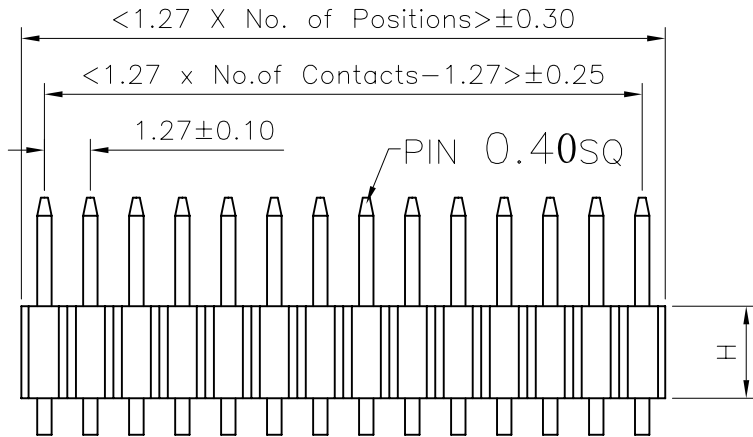 <1.27 X No. of Positions>±0.30
<1.27 x No.of Contacts-1.27>±0.25
1.27±0.10
PIN 0.40SQ
H